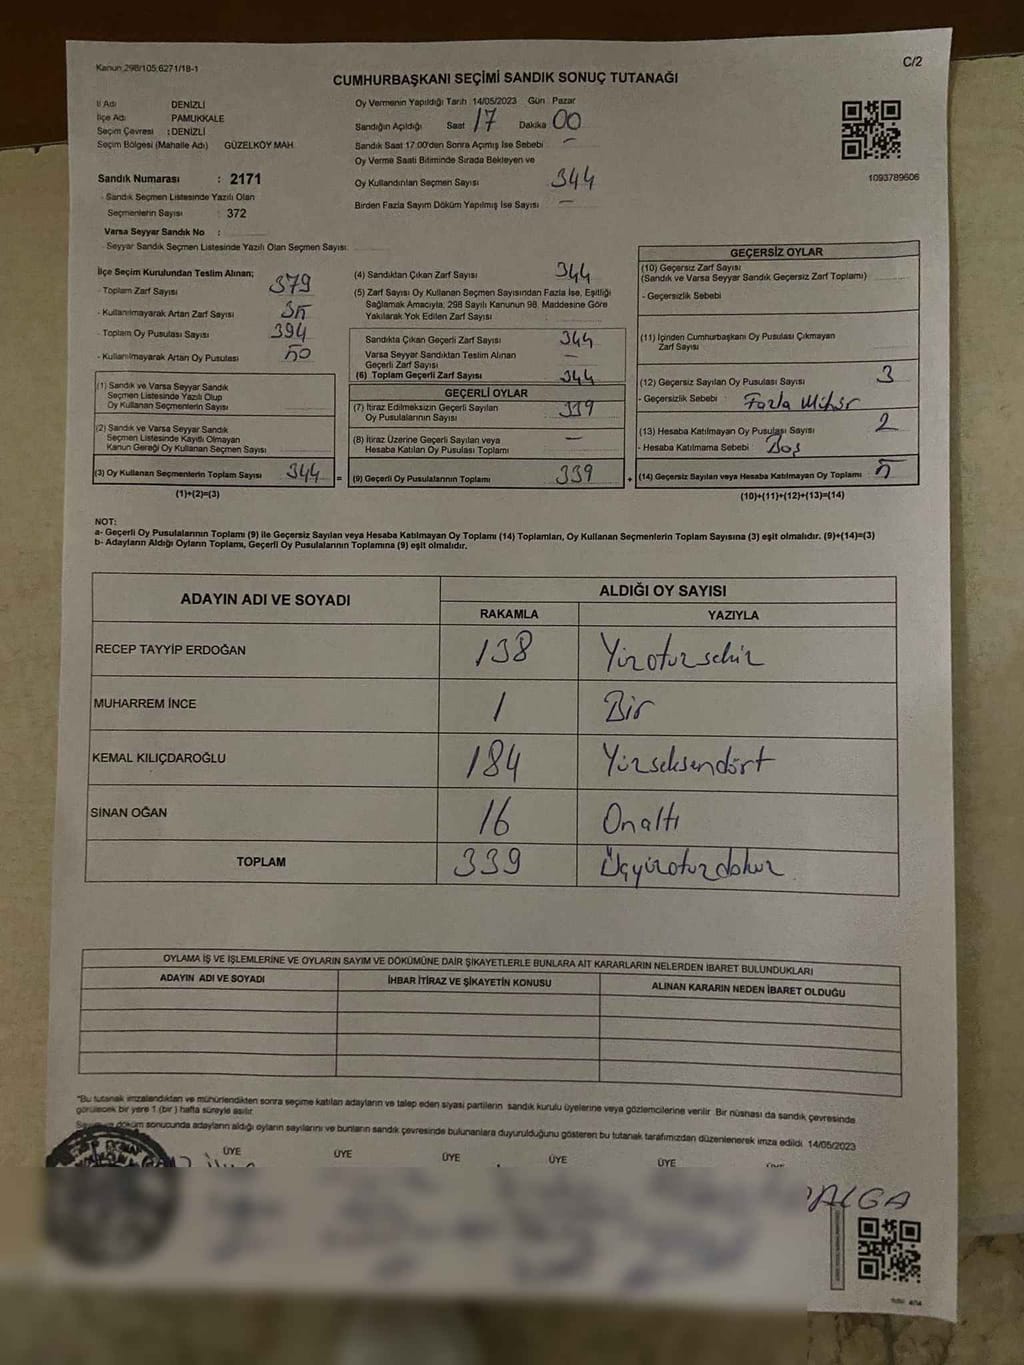 Kanun 298/105;6271/18-1
C/2
CUMHURBAŞKANI SEÇİMİ SANDIK SONUÇ TUTANAĞI
İl Adı DENİZLİ
İlçe Adı PAMUKKALE
Seçim Çevresi : DENİZLİ
Seçim Bölgesi (Mahalle Adı) GÜZELKÖY MAH.
Sandık Numarası : 2171
- Sandık Seçmen Listesinde Yazılı Olan
Seçmenlerin Sayısı : 372
Varsa Seyyar Sandık No :
- Seyyar Sandık Seçmen Listesinde Yazılı Olan Seçmen Sayısı:
Oy Vermenin Yapıldığı Tarih 14/05/2023 Gün Pazar
Sandığın Açıldığı Saat 17 Dakika 00
Sandık Saat 17.00'den Sonra Açımış İse Sebebi —
Oy Verme Saati Bitiminde Sırada Bekleyen ve
Oy Kullandırılan Seçmen Sayısı 344
Birden Fazla Sayım Döküm Yapılmış İse Sayısı —
1093789606
İlçe Seçim Kurulundan Teslim Alınan;
- Toplam Zarf Sayısı 379
- Kullanılmayarak Artan Zarf Sayısı 35
- Toplam Oy Pusulası Sayısı 394
- Kullanılmayarak Artan Oy Pusulası 50
(1) Sandık ve Varsa Seyyar Sandık
Seçmen Listesinde Yazılı Olup
Oy Kullanan Seçmenlerin Sayısı
(2) Sandık ve Varsa Seyyar Sandık
Seçmen Listesinde Kayıtlı Olmayan
Kanun Gereği Oy Kullanan Seçmen Sayısı
(3) Oy Kullanan Seçmenlerin Toplam Sayısı 344 =
(1)+(2)=(3)
(4) Sandıktan Çıkan Zarf Sayısı 344
(5) Zarf Sayısı Oy Kullanan Seçmen Sayısından Fazla İse, Eşitliği
Sağlamak Amacıyla, 298 Sayılı Kanunun 98. Maddesine Göre
Yakılarak Yok Edilen Zarf Sayısı :
Sandıkta Çıkan Geçerli Zarf Sayısı 344
Varsa Seyyar Sandıktan Teslim Alınan
Geçerli Zarf Sayısı —
(6) Toplam Geçerli Zarf Sayısı 344
GEÇERLİ OYLAR
(7) İtiraz Edilmeksizin Geçerli Sayılan
Oy Pusulalarının Sayısı 339
(8) İtiraz Üzerine Geçerli Sayılan veya
Hesaba Katılan Oy Pusulası Toplamı —
(9) Geçerli Oy Pusulalarının Toplamı 339 +
GEÇERSİZ OYLAR
(10) Geçersiz Zarf Sayısı
(Sandık ve Varsa Seyyar Sandık Geçersiz Zarf Toplamı)
- Geçersizlik Sebebi
(11) İçinden Cumhurbaşkanı Oy Pusulası Çıkmayan
Zarf Sayısı
(12) Geçersiz Sayılan Oy Pusulası Sayısı 3
- Geçersizlik Sebebi : Fazla Mühür
(13) Hesaba Katılmayan Oy Pusulası Sayısı 2
- Hesaba Katılmama Sebebi : Boş
(14) Geçersiz Sayılan veya Hesaba Katılmayan Oy Toplamı 5
(10)+(11)+(12)+(13)=(14)
NOT:
a- Geçerli Oy Pusulalarının Toplamı (9) ile Geçersiz Sayılan veya Hesaba Katılmayan Oy Toplamı (14) Toplamları, Oy Kullanan Seçmenlerin Toplam Sayısına (3) eşit olmalıdır. (9)+(14)=(3)
b- Adayların Aldığı Oyların Toplamı, Geçerli Oy Pusulalarının Toplamına (9) eşit olmalıdır.
ADAYIN ADI VE SOYADI
ALDIĞI OY SAYISI
RAKAMLA YAZIYLA
RECEP TAYYİP ERDOĞAN 138 Yüzotuzsekiz
MUHARREM İNCE 1 Bir
KEMAL KILIÇDAROĞLU 184 Yüzseksendört
SİNAN OĞAN 16 Onaltı
TOPLAM 339 Üçyüzotuzdokuz
OYLAMA İŞ VE İŞLEMLERİNE VE OYLARIN SAYIM VE DÖKÜMÜNE DAİR ŞİKAYETLERLE BUNLARA AİT KARARLARIN NELERDEN İBARET BULUNDUKLARI
ADAYIN ADI VE SOYADI İHBAR İTİRAZ VE ŞİKAYETİN KONUSU ALINAN KARARIN NEDEN İBARET OLDUĞU
"Bu tutanak imzalandıktan ve mühürlendikten sonra seçime katılan adayların ve talep eden siyasi partilerin sandık kurulu üyelerine veya gözlemcilerine verilir. Bir nüshası da sandık çevresinde
görülecek bir yere 1 (bir) hafta süreyle asılır.
döküm sonucunda adayların aldığı oyların sayılarını ve bunların sandık çevresinde bulunanlara duyurulduğunu gösteren bu tutanak tarafımızdan düzenlenerek imza edildi. 14/05/2023
ÜYE ÜYE ÜYE ÜYE ÜYE